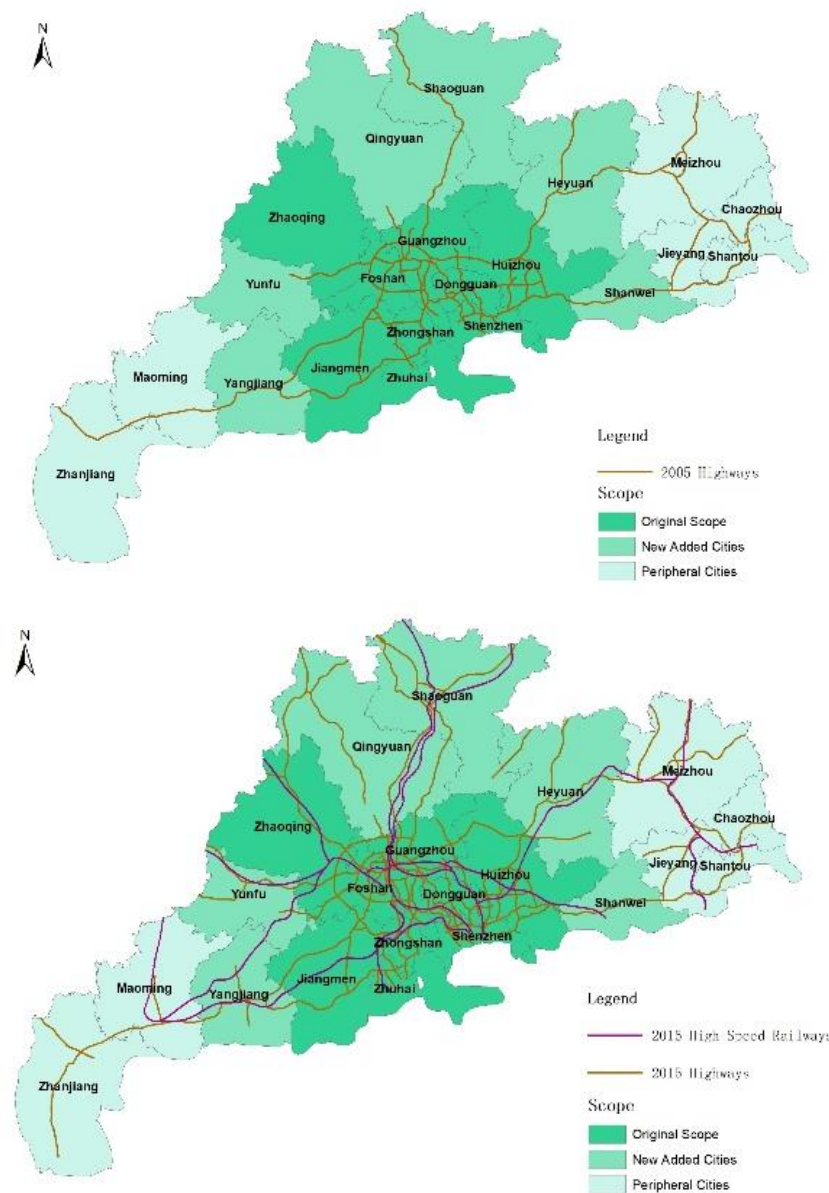 N
Shaoguan
Qingyuan
Meizhou
Heyuan
Zhaoqing
Chaozhou
Guangzhou
Jieyang
Shantou
Huizhou
Yunfu
Foshan
Dongguan
Shanwei
Zhongshan
Shenzhen
Jiangmen
Maoming
Yangjiang
Zhuhai
Zhanjiang
Legend
2005 Highways
Scope
Original Scope
New Added Cities
Peripheral Cities
N
Shaoguan
Qingyuan
Meizhou
Heyuan
Chaozhou
Zhaoqing
Guangzhou
Jieyang
Shantou
Huizhou
Yunfu
Foshan
Dongguan
Shanwei
Zhongshan
Shenzhen
Jiangmen
Maoming
Yangjiang
Zhuhai
Zhanjiang
Legend
2015 High Speed Railways
2015 Highways
Scope
Original Scope
New Added Cities
Peripheral Cities